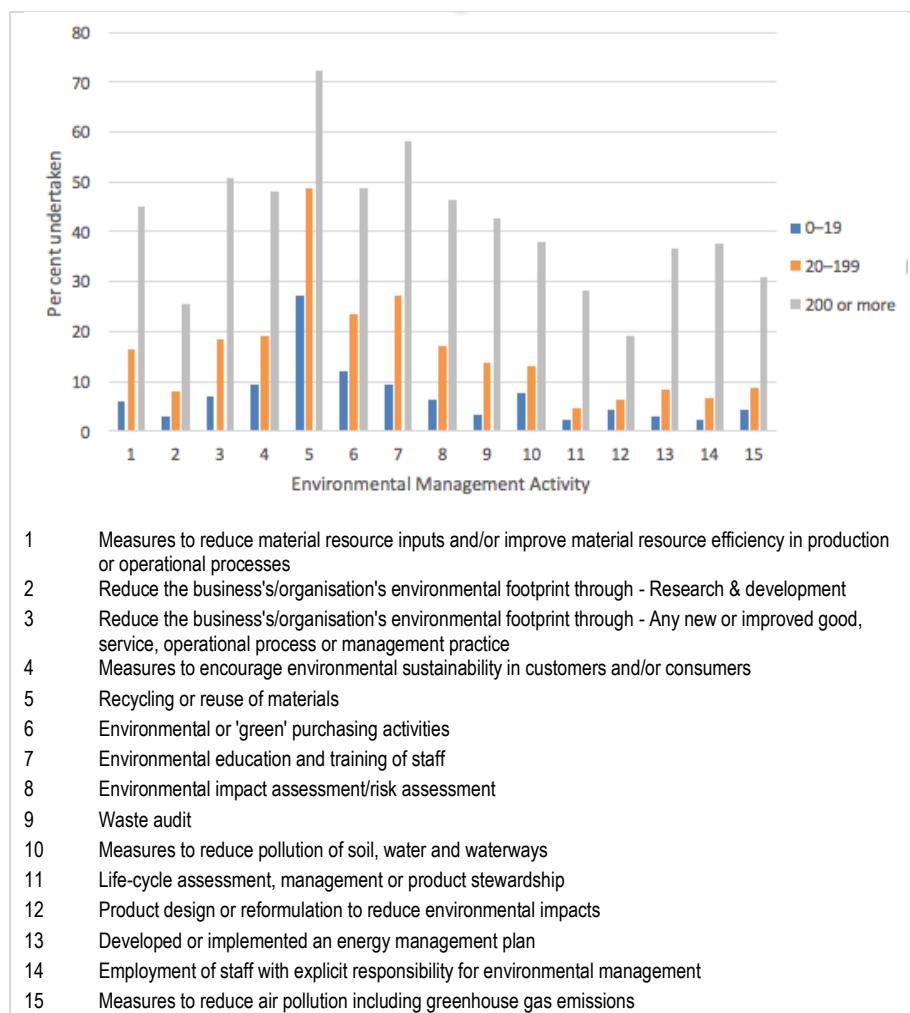 80
70
60
50
40
30
20
10
0
Per cent undertaken
1 2 3 4 5 6 7 8 9 10 11 12 13 14 15
Environmental Management Activity
0–19
20–199
200 or more
1 Measures to reduce material resource inputs and/or improve material resource efficiency in production
or operational processes
2 Reduce the business's/organisation's environmental footprint through - Research & development
3 Reduce the business's/organisation's environmental footprint through - Any new or improved good,
service, operational process or management practice
4 Measures to encourage environmental sustainability in customers and/or consumers
5 Recycling or reuse of materials
6 Environmental or 'green' purchasing activities
7 Environmental education and training of staff
8 Environmental impact assessment/risk assessment
9 Waste audit
10 Measures to reduce pollution of soil, water and waterways
11 Life-cycle assessment, management or product stewardship
12 Product design or reformulation to reduce environmental impacts
13 Developed or implemented an energy management plan
14 Employment of staff with explicit responsibility for environmental management
15 Measures to reduce air pollution including greenhouse gas emissions